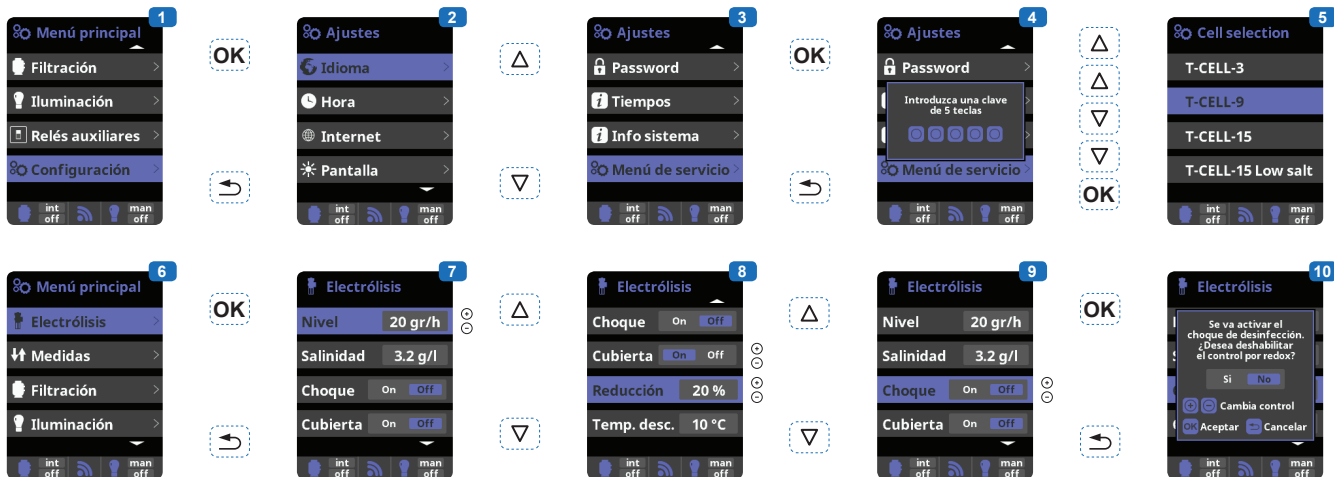 1
Menú principal
Filtración
Iluminación
Relés auxiliares
Configuración
int
off
man
off
OK
2
Ajustes
Idioma
Hora
Internet
Pantalla
int
off
man
off
3
Ajustes
Password
Tiempos
Info sistema
Menú de servicio
int
off
man
off
OK
4
Ajustes
Password
Introduzca una clave
de 5 teclas
Menú de servicio
int
off
man
off
OK
5
Cell selection
T-CELL-3
T-CELL-9
T-CELL-15
T-CELL-15 Low salt
int
off
man
off
6
Menú principal
Electrólisis
Medidas
Filtración
Iluminación
int
off
man
off
OK
7
Electrólisis
Nivel 20 gr/h
Salinidad 3.2 g/l
Choque On Off
Cubierta On Off
int
off
man
off
8
Electrólisis
Choque On Off
Cubierta On Off
Reducción 20 %
Temp. desc. 10 °C
int
off
man
off
9
Electrólisis
Nivel 20 gr/h
Salinidad 3.2 g/l
Choque On Off
Cubierta On Off
int
off
man
off
OK
10
Electrólisis
Se va activar el
choque de desinfección.
¿Desea deshabilitar
el control por redox?
Si No
Cambia control
OK Aceptar Cancelar
int
off
man
off